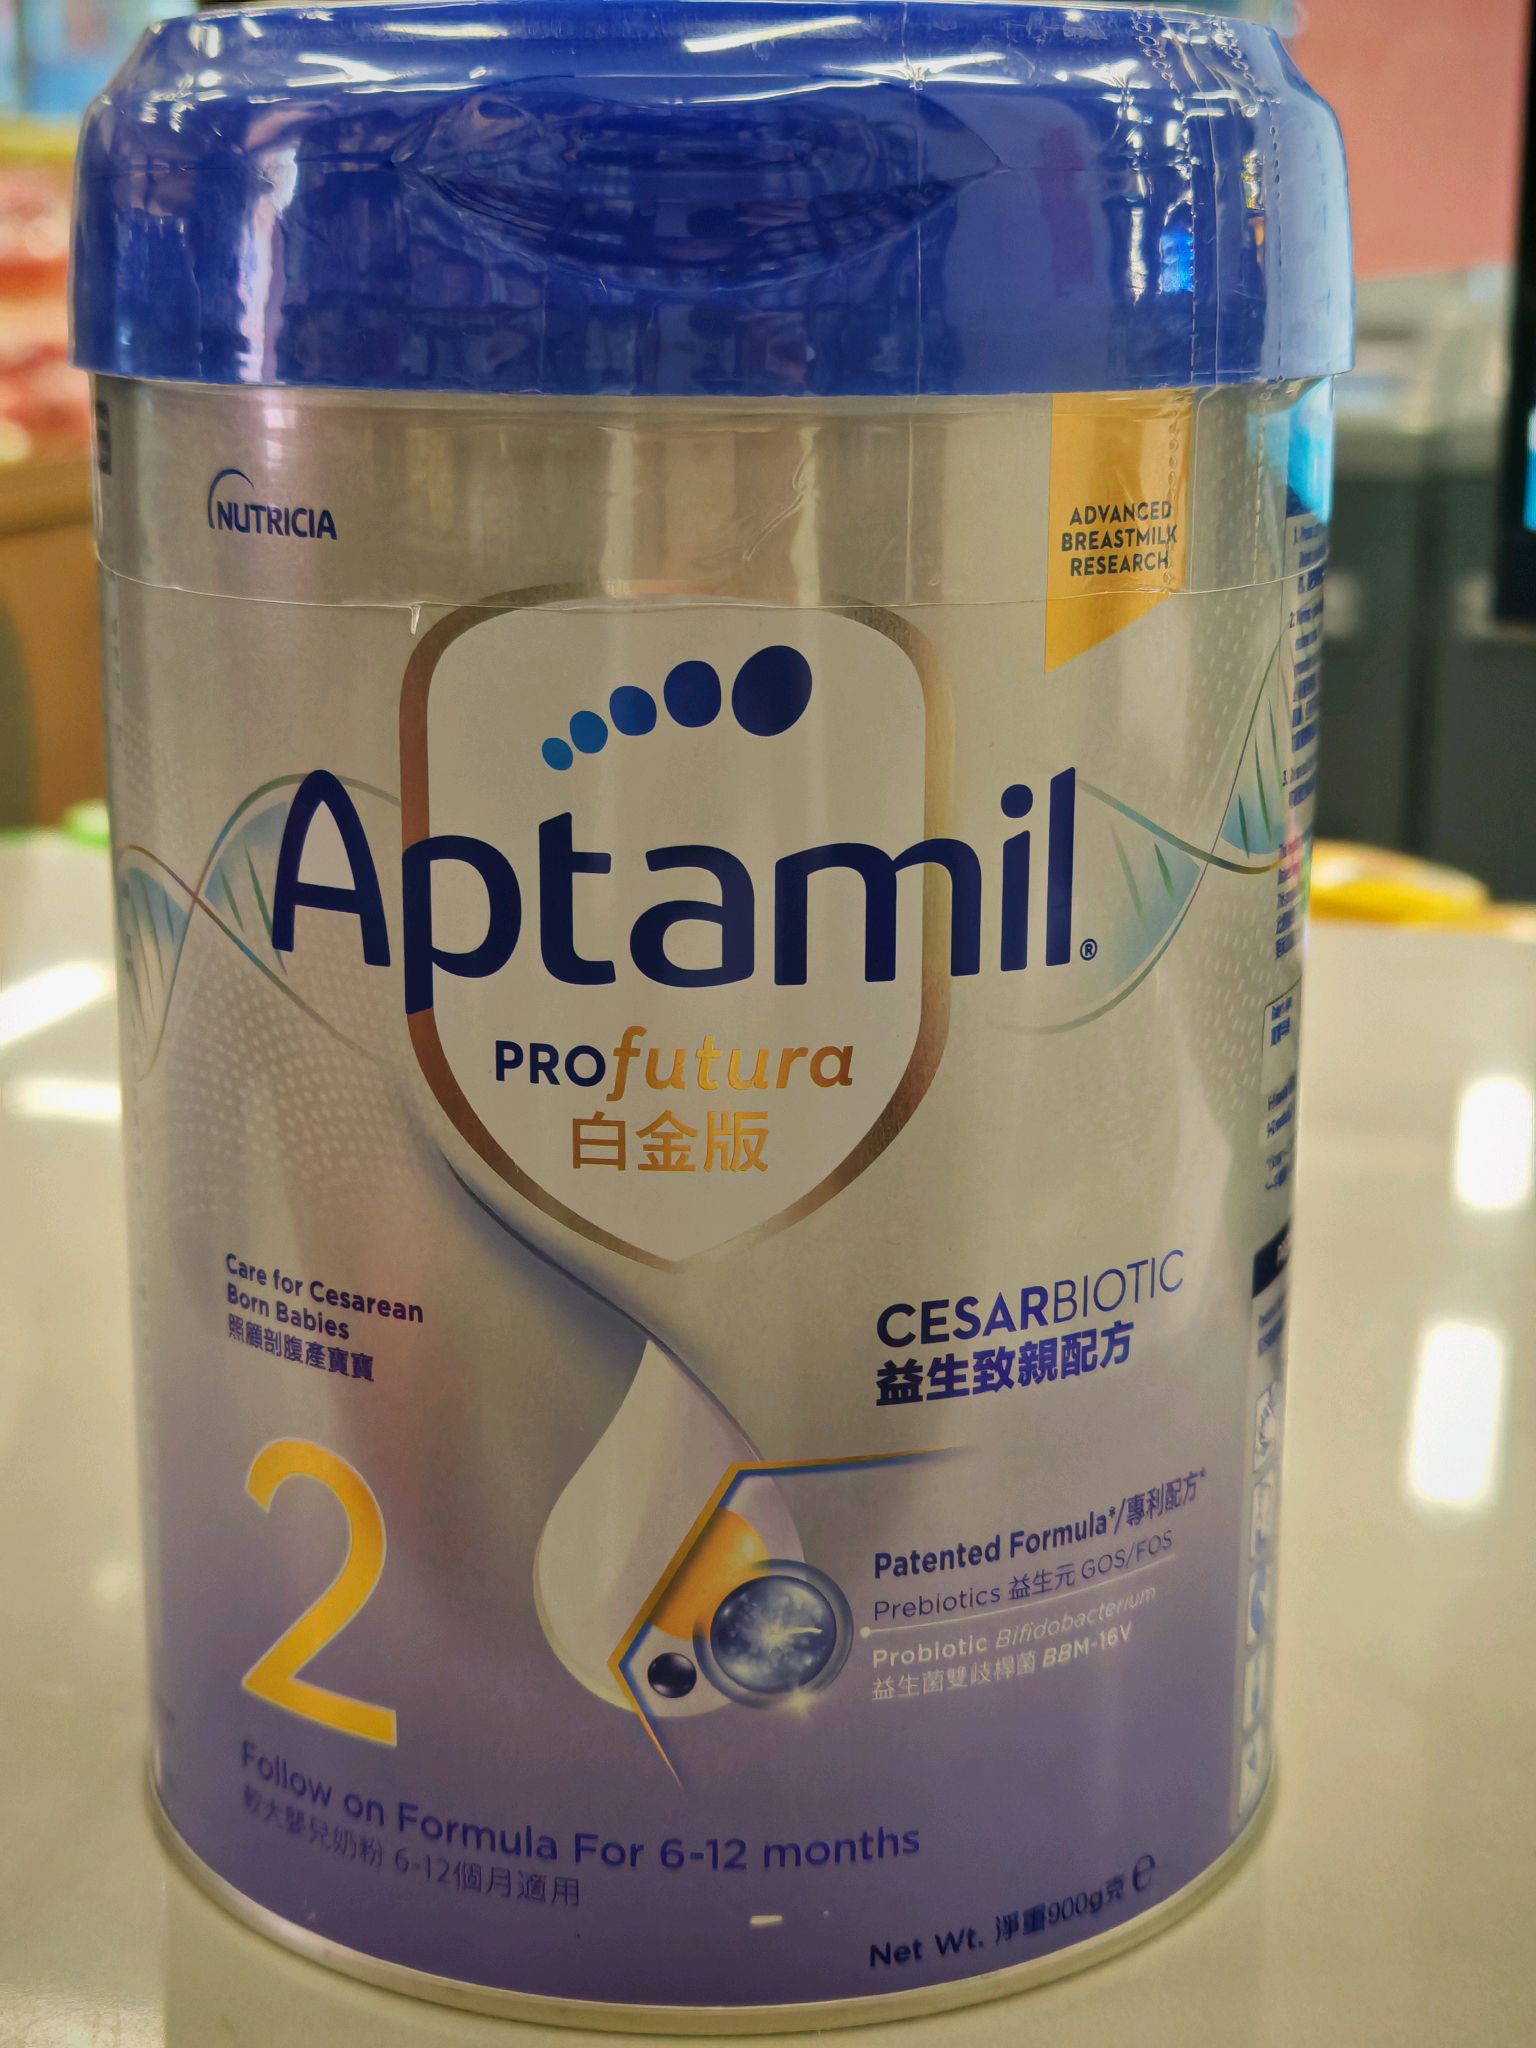 NUTRICIA
ADVANCED
BREASTMILK
RESEARCH
Aptamil®
PROfutura
白金版
Care for Cesarean
Born Babies
照顧剖腹產寶寶
CESARBIOTIC
益生致親配方
2
Patented Formula*/專利配方*
Prebiotics 益生元 GOS/FOS
Probiotic Bifidobacterium
益生菌雙歧桿菌 BBM-16V
Follow on Formula For 6-12 months
較大嬰兒奶粉 6-12個月適用
Net Wt. 淨重900g克 ℮